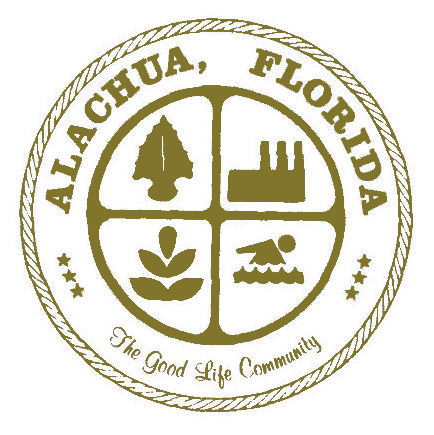 ALACHUA, FLORIDA
The Good Life Community